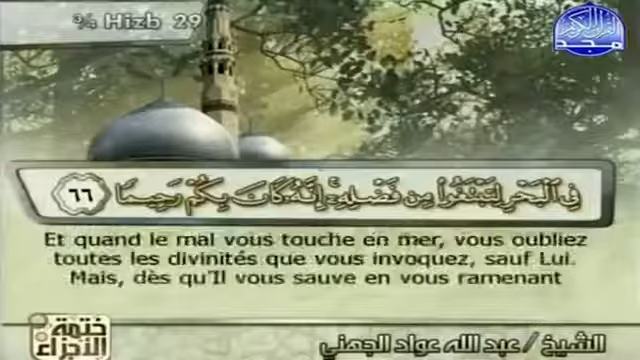 ¾ Hizb 29
القرآن الكريم
مجد
فِي الْبَحْرِ لِتَبْتَغُوا مِن فَضْلِهِ ۚ إِنَّهُ كَانَ بِكُمْ رَحِيمًا ٦٦
Et quand le mal vous touche en mer, vous oubliez
toutes les divinités que vous invoquez, sauf Lui.
Mais, dès qu'Il vous sauve en vous ramenant
ختمة
الأجزاء
الشيخ / عبد الله عواد الجهني